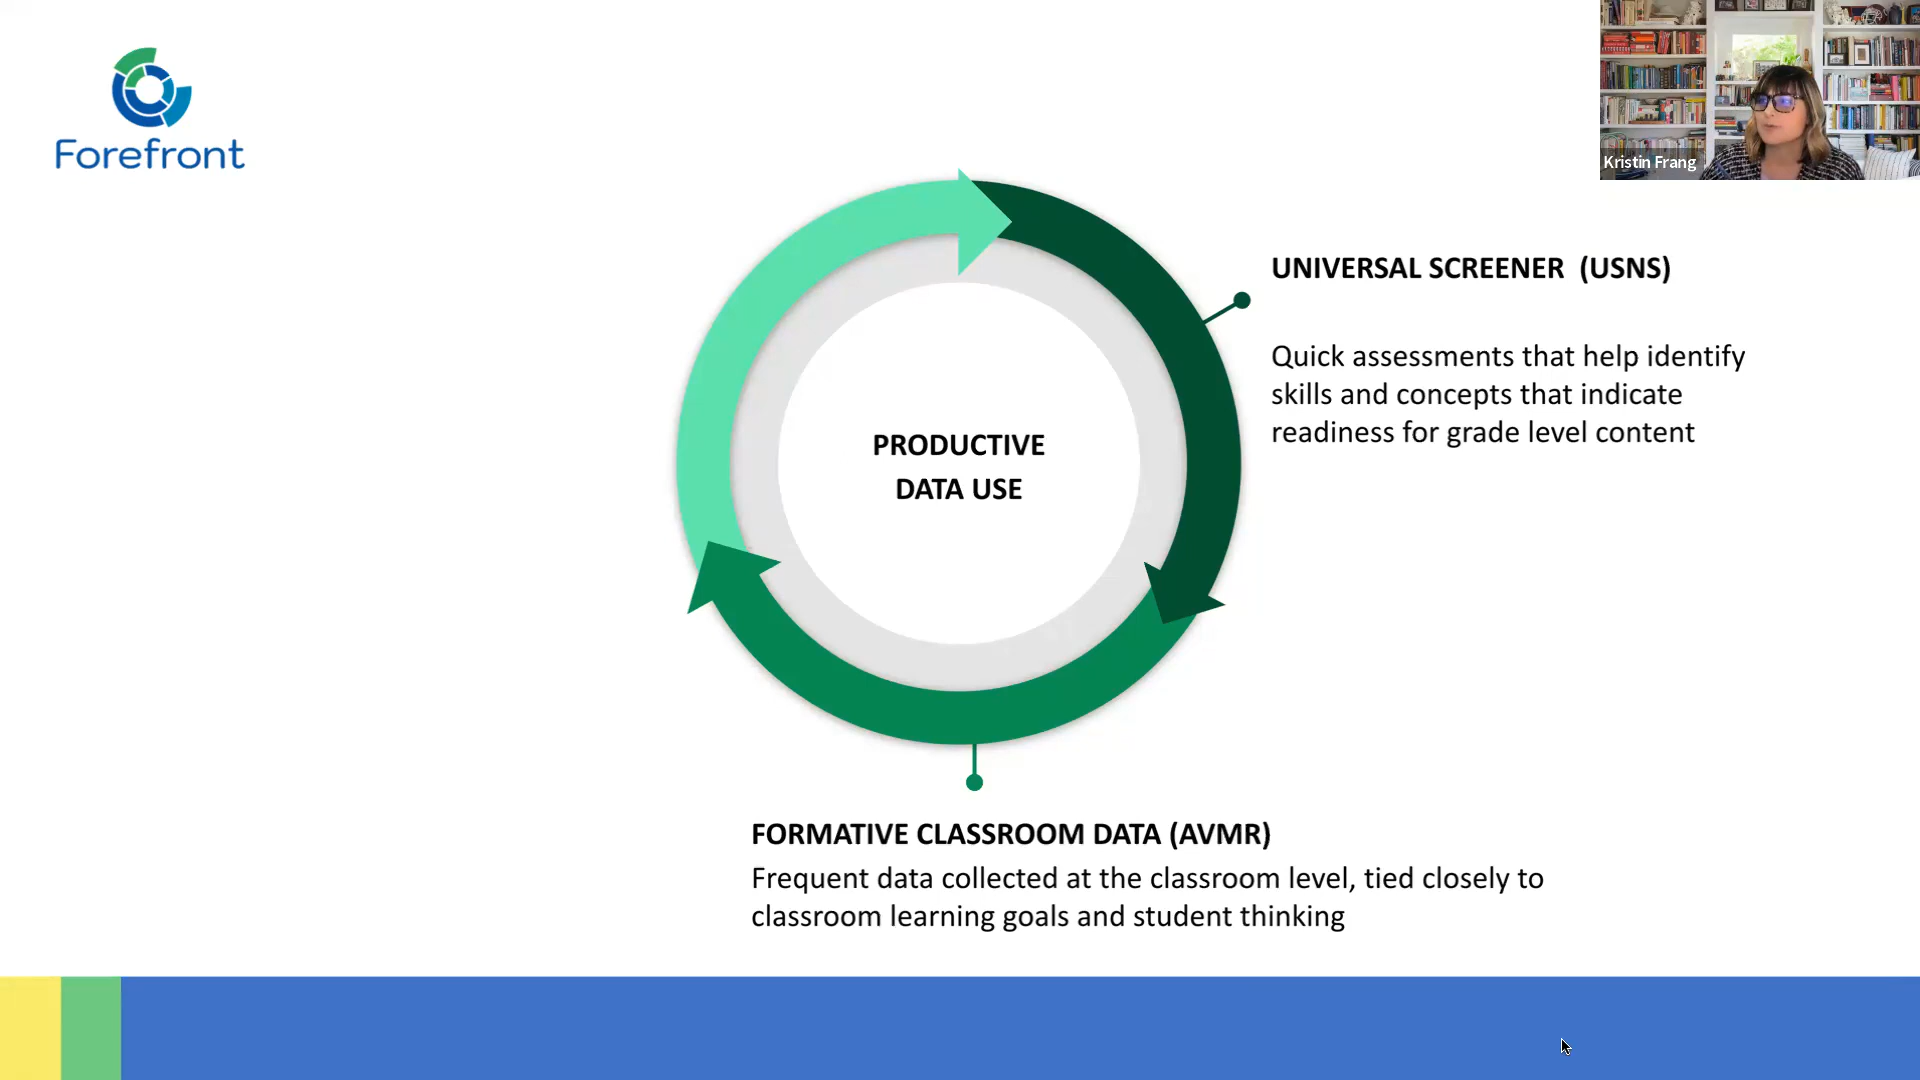 Forefront
Kristin Frang
UNIVERSAL SCREENER (USNS)
Quick assessments that help identify
skills and concepts that indicate
readiness for grade level content
PRODUCTIVE
DATA USE
FORMATIVE CLASSROOM DATA (AVMR)
Frequent data collected at the classroom level, tied closely to
classroom learning goals and student thinking